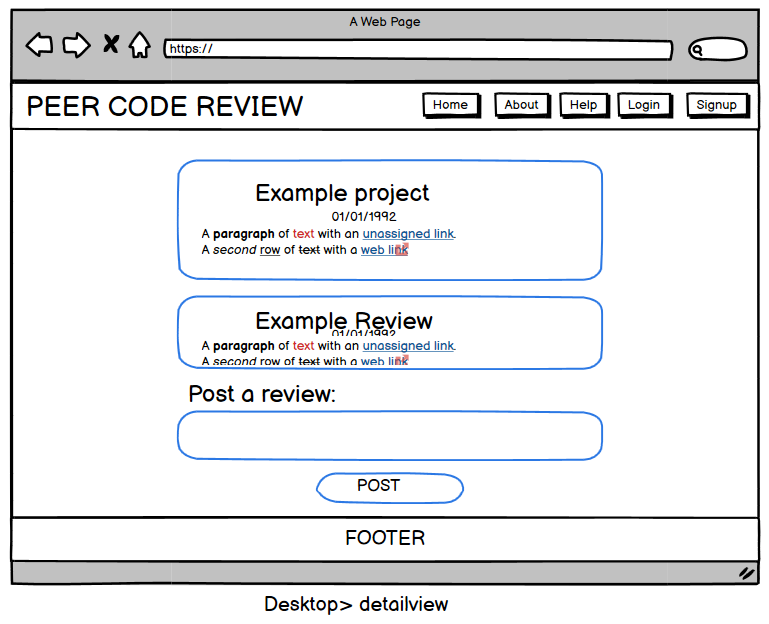 A Web Page
https://
PEER CODE REVIEW
Home
About
Help
Login
Signup
Example project
01/01/1992
A paragraph of text with an unassigned link.
A second row of text with a web link
Example Review
01/01/1992
A paragraph of text with an unassigned link.
A second row of text with a web link
Post a review:
POST
FOOTER
Desktop> detailview